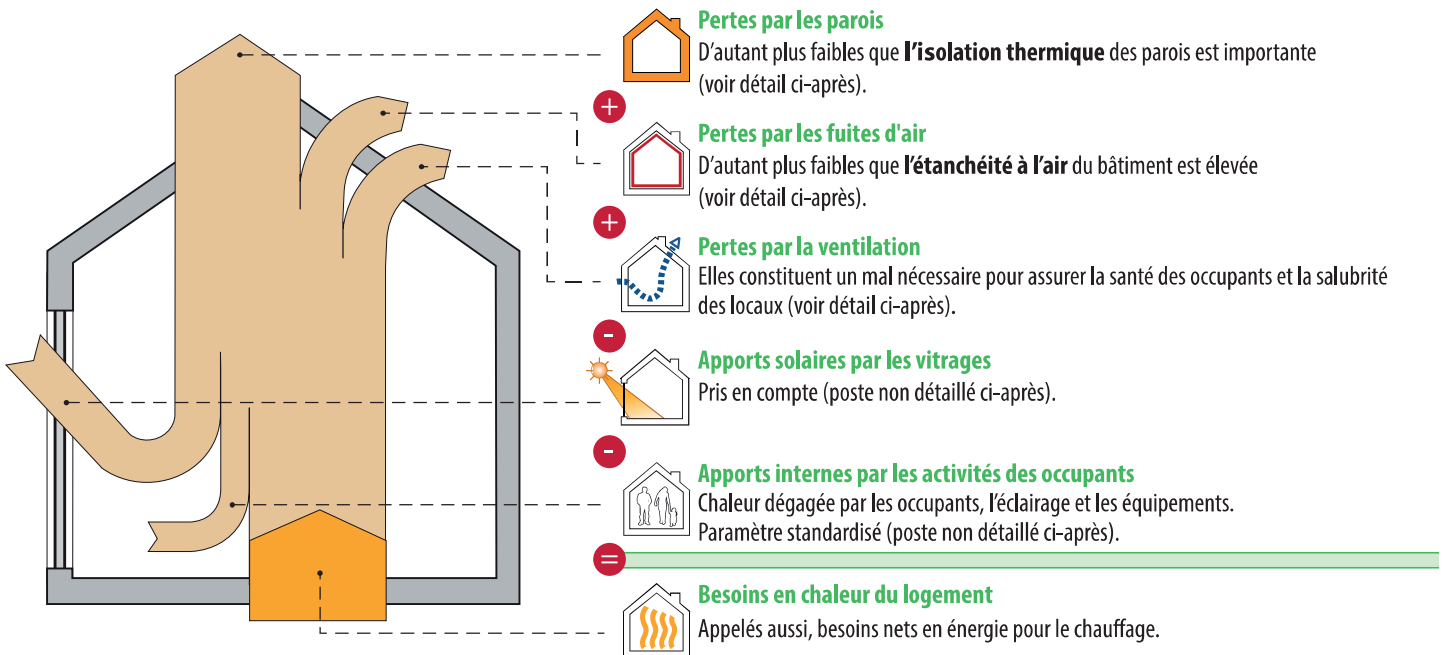 Pertes par les parois
D'autant plus faibles que l'isolation thermique des parois est importante
(voir détail ci-après).
+
Pertes par les fuites d'air
D'autant plus faibles que l'étanchéité à l'air du bâtiment est élevée
(voir détail ci-après).
+
Pertes par la ventilation
Elles constituent un mal nécessaire pour assurer la santé des occupants et la salubrité
des locaux (voir détail ci-après).
-
Apports solaires par les vitrages
Pris en compte (poste non détaillé ci-après).
-
Apports internes par les activités des occupants
Chaleur dégagée par les occupants, l'éclairage et les équipements.
Paramètre standardisé (poste non détaillé ci-après).
=
Besoins en chaleur du logement
Appelés aussi, besoins nets en énergie pour le chauffage.